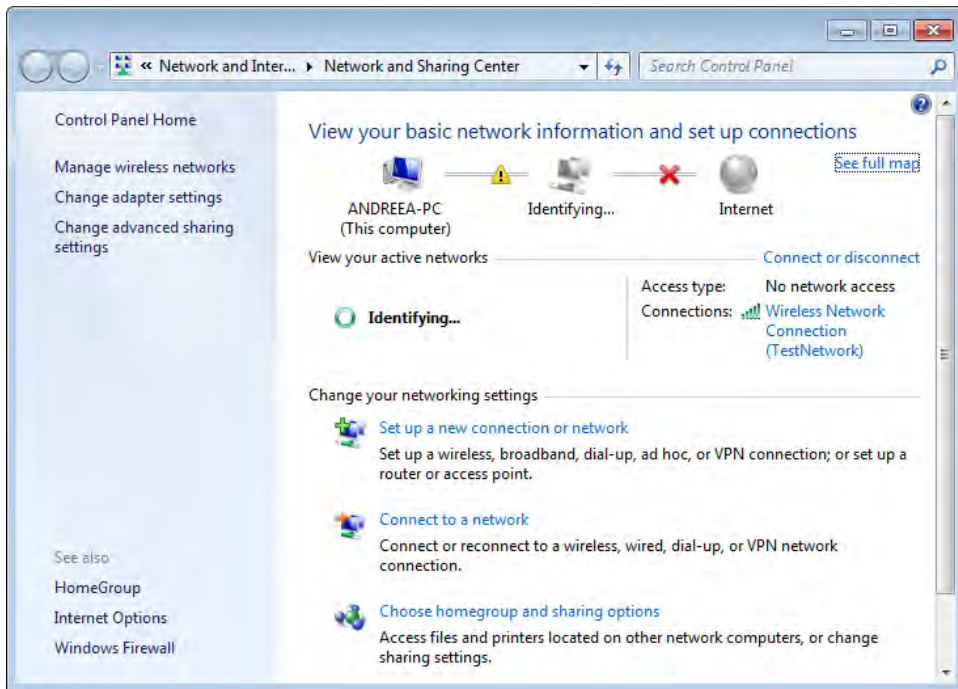 « Network and Inter... ▸ Network and Sharing Center
Search Control Panel
Control Panel Home
Manage wireless networks
Change adapter settings
Change advanced sharing
settings
See also
HomeGroup
Internet Options
Windows Firewall
View your basic network information and set up connections
See full map
ANDREEA-PC
(This computer)
Identifying...
Internet
View your active networks
Connect or disconnect
Identifying...
Access type: No network access
Connections: Wireless Network
Connection
(TestNetwork)
Change your networking settings
Set up a new connection or network
Set up a wireless, broadband, dial-up, ad hoc, or VPN connection; or set up a
router or access point.
Connect to a network
Connect or reconnect to a wireless, wired, dial-up, or VPN network
connection.
Choose homegroup and sharing options
Access files and printers located on other network computers, or change
sharing settings.